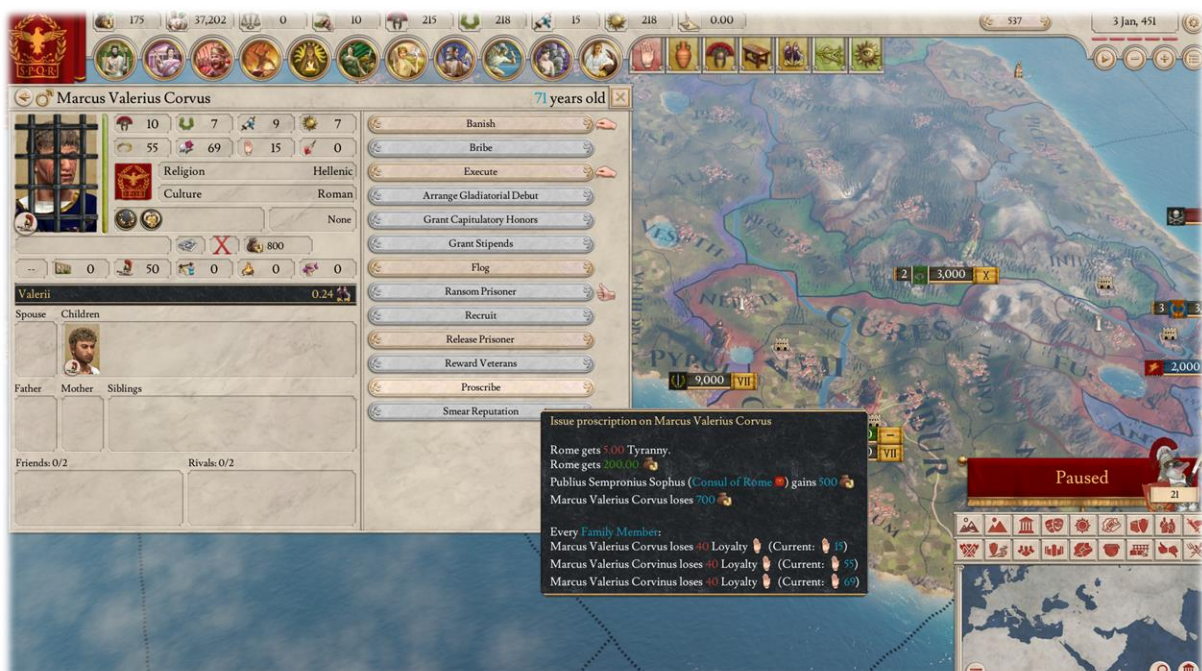 175 37,202 0 10 215 218 15 218 0.00 537 3 Jan, 451
S·P·Q·R
Marcus Valerius Corvus 71 years old
10 7 9 7
55 69 15 0
Religion Hellenic
Culture Roman
None
X 800
-- 0 50 0 0 0
Valerii 0.24
Spouse Children
Father Mother Siblings
Friends: 0/2 Rivals: 0/2
Banish
Bribe
Execute
Arrange Gladiatorial Debut
Grant Capitulatory Honors
Grant Stipends
Flog
Ransom Prisoner
Recruit
Release Prisoner
Reward Veterans
Proscribe
Smear Reputation
Issue proscription on Marcus Valerius Corvus
Rome gets 5.00 Tyranny.
Rome gets 200.00
Publius Sempronius Sophus (Consul of Rome ) gains 500
Marcus Valerius Corvus loses 700
Every Family Member:
Marcus Valerius Corvus loses 40 Loyalty (Current: 15)
Marcus Valerius Corvinus loses 40 Loyalty (Current: 55)
Marcus Valerius Corvinus loses 40 Loyalty (Current: 69)
2 3,000 X
CURES
9,000 VII
VII
3
2,000
Paused
21